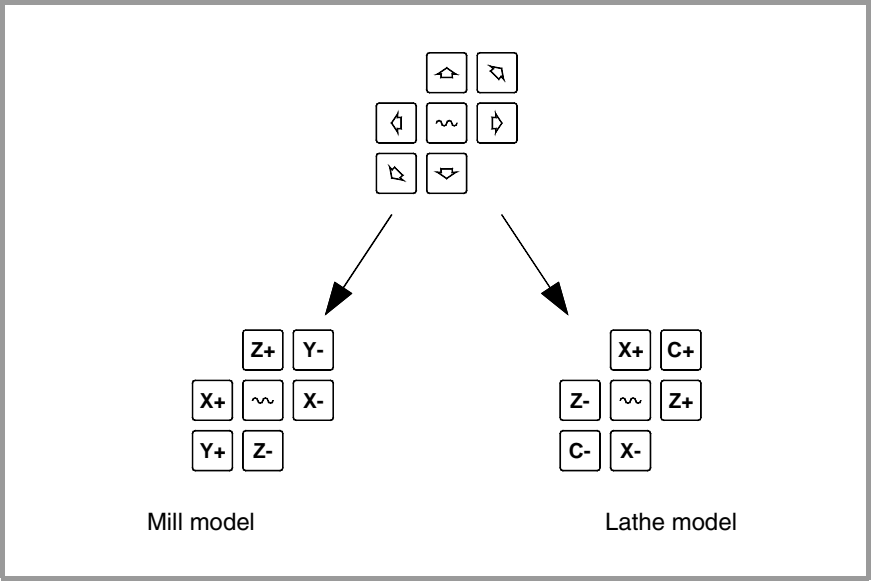 Z+ Y- X+ C+
X+ X- Z- Z+
Y+ Z- C- X-
Mill model Lathe model